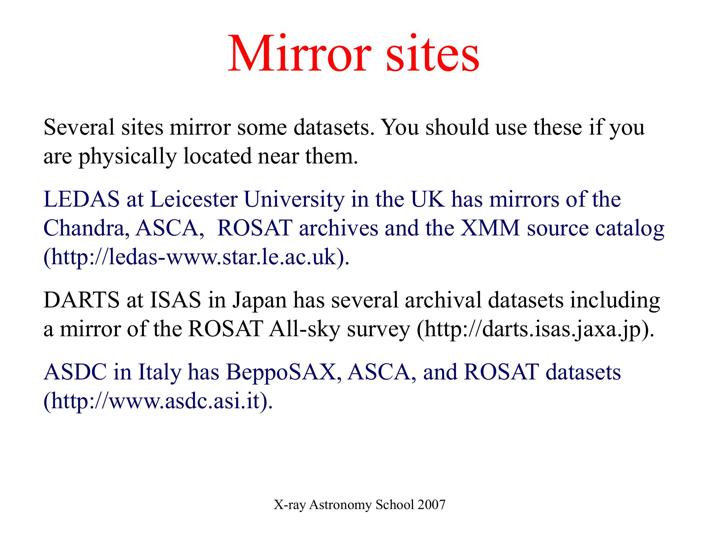 Mirror sites
Several sites mirror some datasets. You should use these if you
are physically located near them.
LEDAS at Leicester University in the UK has mirrors of the
Chandra, ASCA,  ROSAT archives and the XMM source catalog
(http://ledas-www.star.le.ac.uk).
DARTS at ISAS in Japan has several archival datasets including
a mirror of the ROSAT All-sky survey (http://darts.isas.jaxa.jp).
ASDC in Italy has BeppoSAX, ASCA, and ROSAT datasets
(http://www.asdc.asi.it).
X-ray Astronomy School 2007